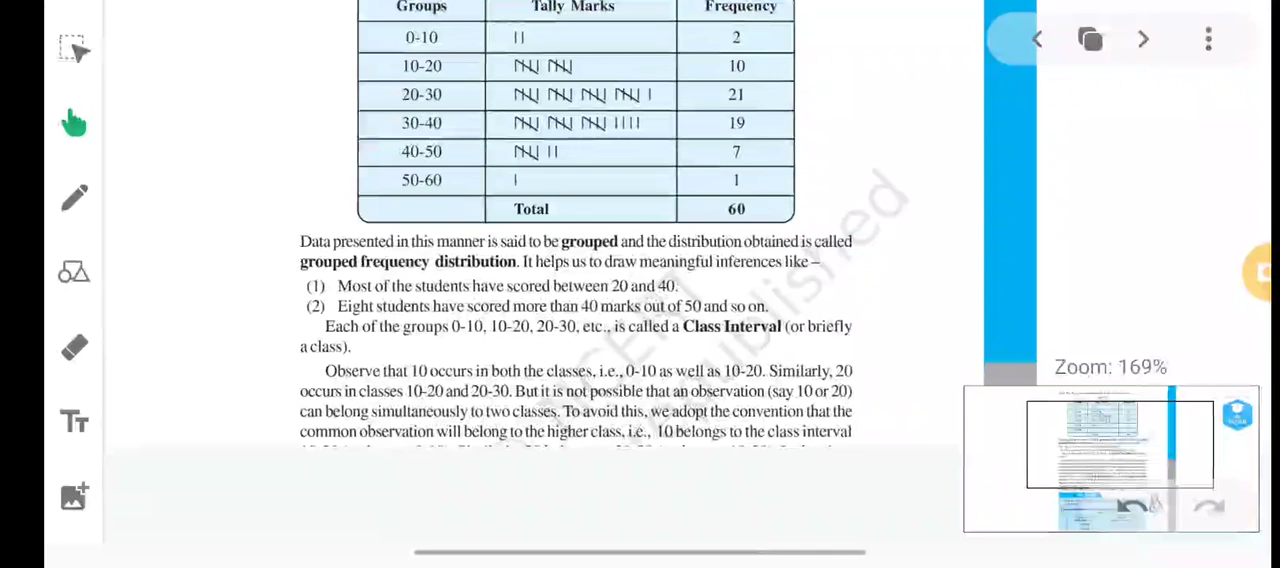 Groups Tally Marks Frequency
0-10 || 2
10-20 10
20-30 | 21
30-40 |||| 19
40-50 || 7
50-60 | 1
Total 60
Data presented in this manner is said to be grouped and the distribution obtained is called
grouped frequency distribution. It helps us to draw meaningful inferences like –
(1) Most of the students have scored between 20 and 40.
(2) Eight students have scored more than 40 marks out of 50 and so on.
Each of the groups 0-10, 10-20, 20-30, etc., is called a Class Interval (or briefly
a class).
Observe that 10 occurs in both the classes, i.e., 0-10 as well as 10-20. Similarly, 20
occurs in classes 10-20 and 20-30. But it is not possible that an observation (say 10 or 20)
can belong simultaneously to two classes. To avoid this, we adopt the convention that the
common observation will belong to the higher class, i.e., 10 belongs to the class interval
Zoom: 169%
TT